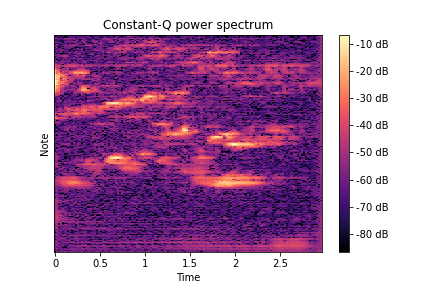 Constant-Q power spectrum
Note
-10 dB
-20 dB
-30 dB
-40 dB
-50 dB
-60 dB
-70 dB
-80 dB
0
0.5
1
1.5
2
2.5
Time